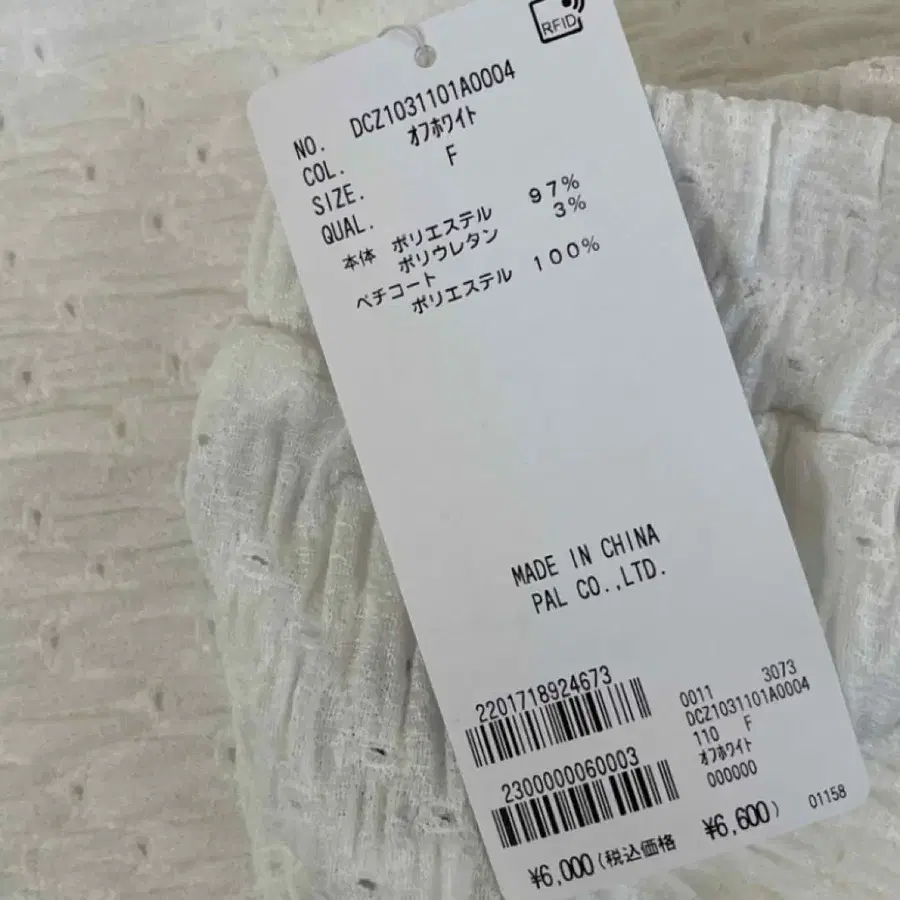 RFID
NO. DCZ1031101A0004
COL. オフホワイト
SIZE. F
QUAL.
本体 ポリエステル 97%
ポリウレタン 3%
ペチコート
ポリエステル 100%
MADE IN CHINA
PAL CO.,LTD.
2201718924673
2300000060003
0011 3073
DCZ1031101A0004
110 F
オフホワイト
000000
¥6,000(税込価格 ¥6,600) 01158